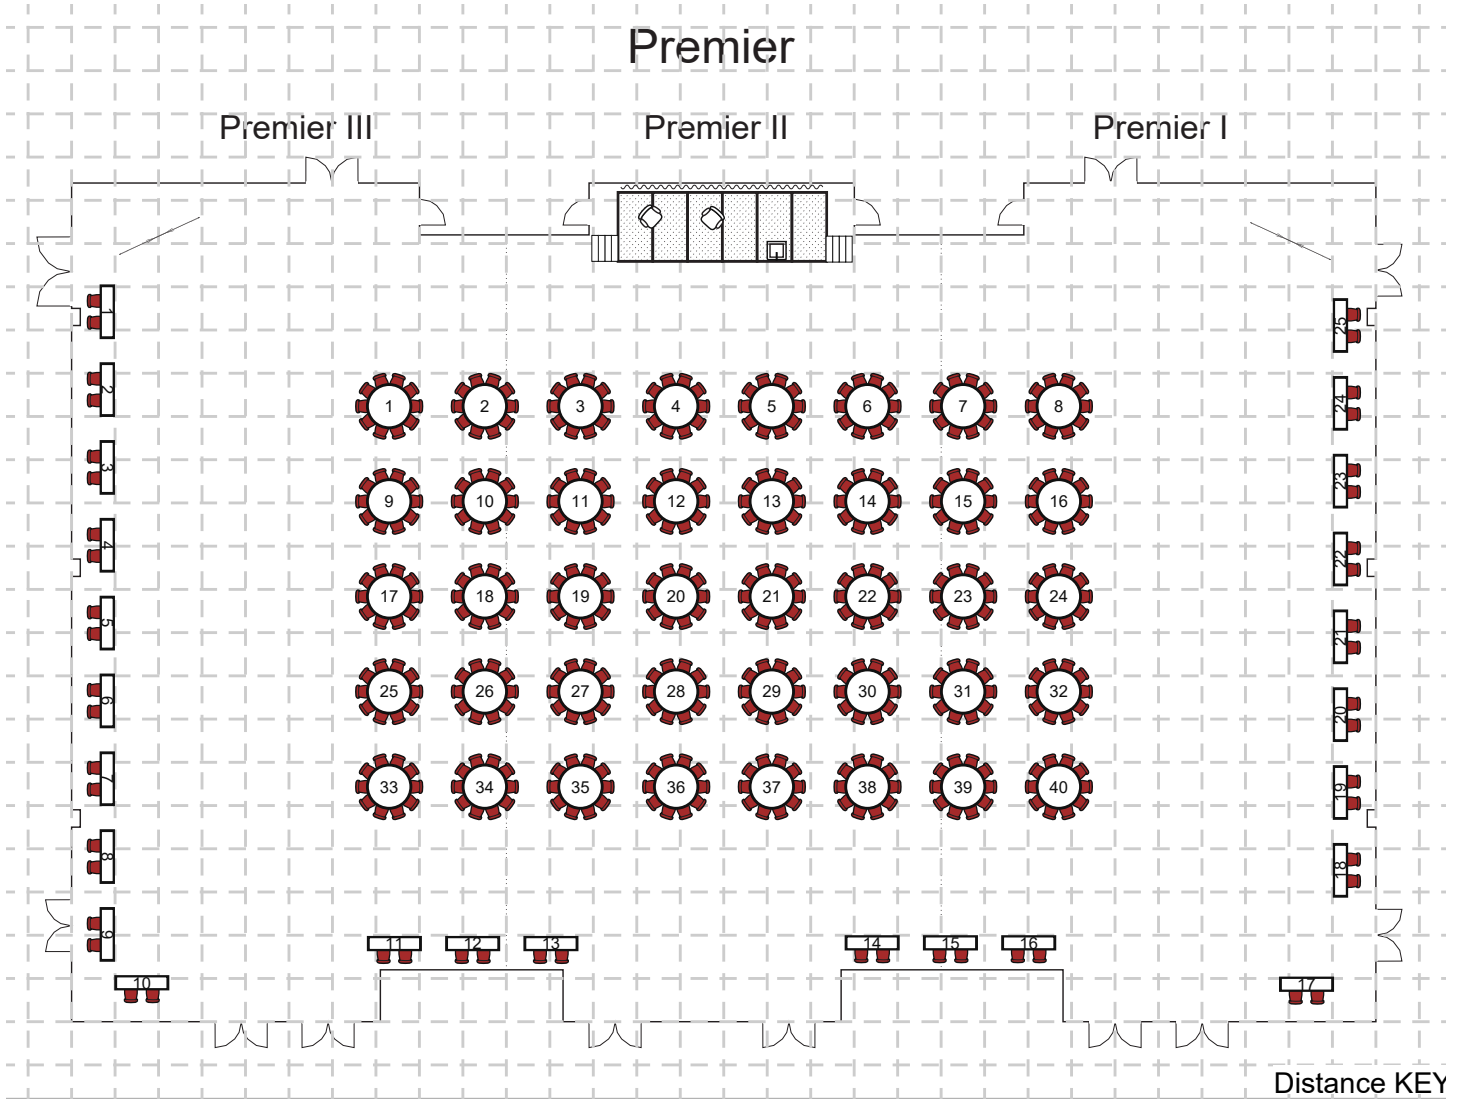 Premier
Premier III Premier II Premier I
1
2
3
4
5
6
7
8
9
10
25
24
23
22
21
20
19
18
17
1 2 3 4 5 6 7 8
9 10 11 12 13 14 15 16
17 18 19 20 21 22 23 24
25 26 27 28 29 30 31 32
33 34 35 36 37 38 39 40
11 12 13 14 15 16
Distance KEY